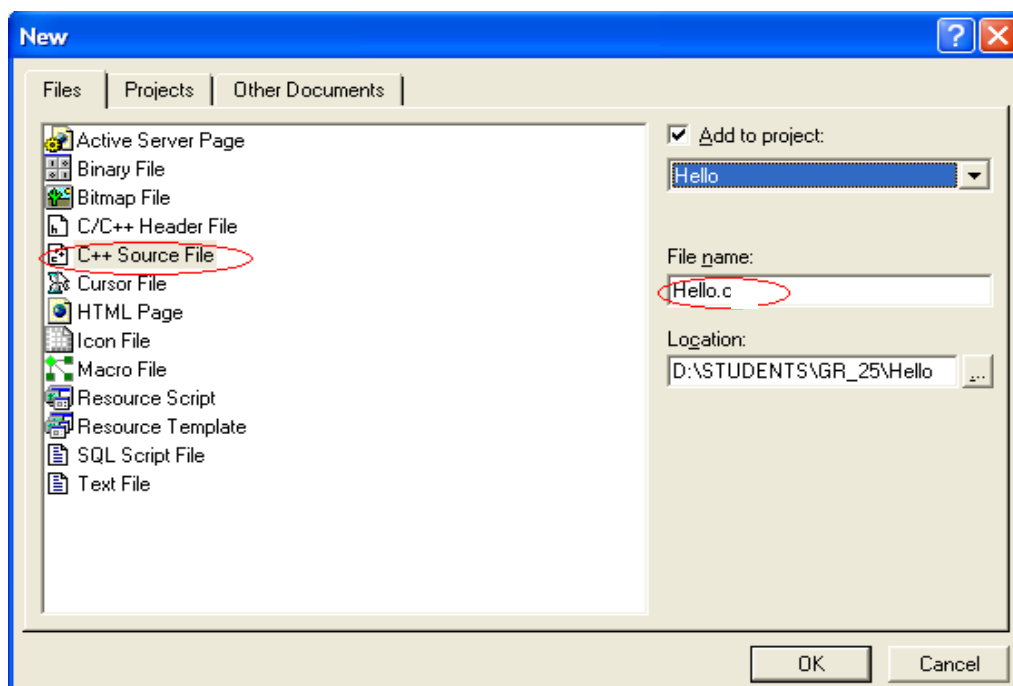 New
Files
Projects
Other Documents
Active Server Page
Binary File
Bitmap File
C/C++ Header File
C++ Source File
Cursor File
HTML Page
Icon File
Macro File
Resource Script
Resource Template
SQL Script File
Text File
Add to project:
Hello
File name:
Hello.c
Location:
D:\STUDENTS\GR_25\Hello
...
OK
Cancel